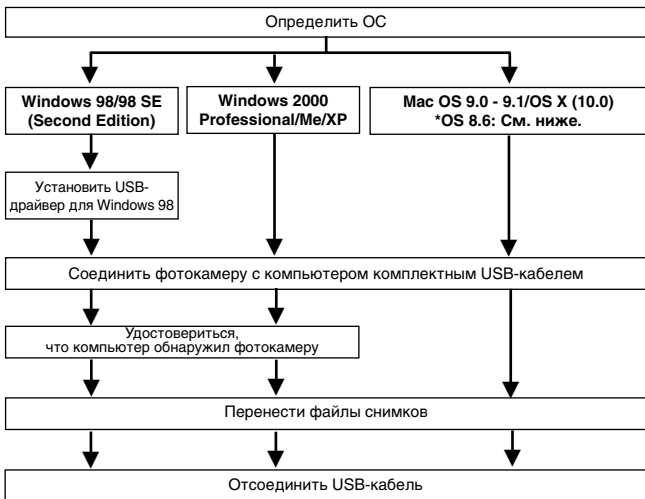 Определить ОС
Windows 98/98 SE
(Second Edition)
Windows 2000
Professional/Me/XP
Mac OS 9.0 - 9.1/OS X (10.0)
*OS 8.6: См. ниже.
Установить USB-
драйвер для Windows 98
Соединить фотокамеру с компьютером комплектным USB-кабелем
Удостовериться,
что компьютер обнаружил фотокамеру
Перенести файлы снимков
Отсоединить USB-кабель